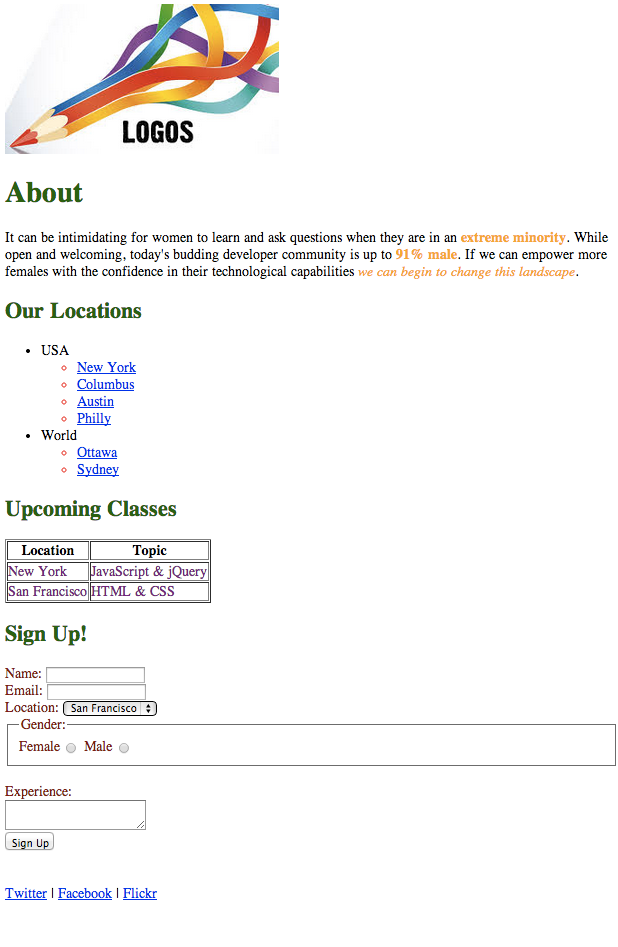 LOGOS
About
It can be intimidating for women to learn and ask questions when they are in an extreme minority. While
open and welcoming, today's budding developer community is up to 91% male. If we can empower more
females with the confidence in their technological capabilities we can begin to change this landscape.
Our Locations
USA
New York
Columbus
Austin
Philly
World
Ottawa
Sydney
Upcoming Classes
Location Topic
New York JavaScript & jQuery
San Francisco HTML & CSS
Sign Up!
Name:
Email:
Location: San Francisco
Gender:
Female Male
Experience:
Sign Up
Twitter | Facebook | Flickr